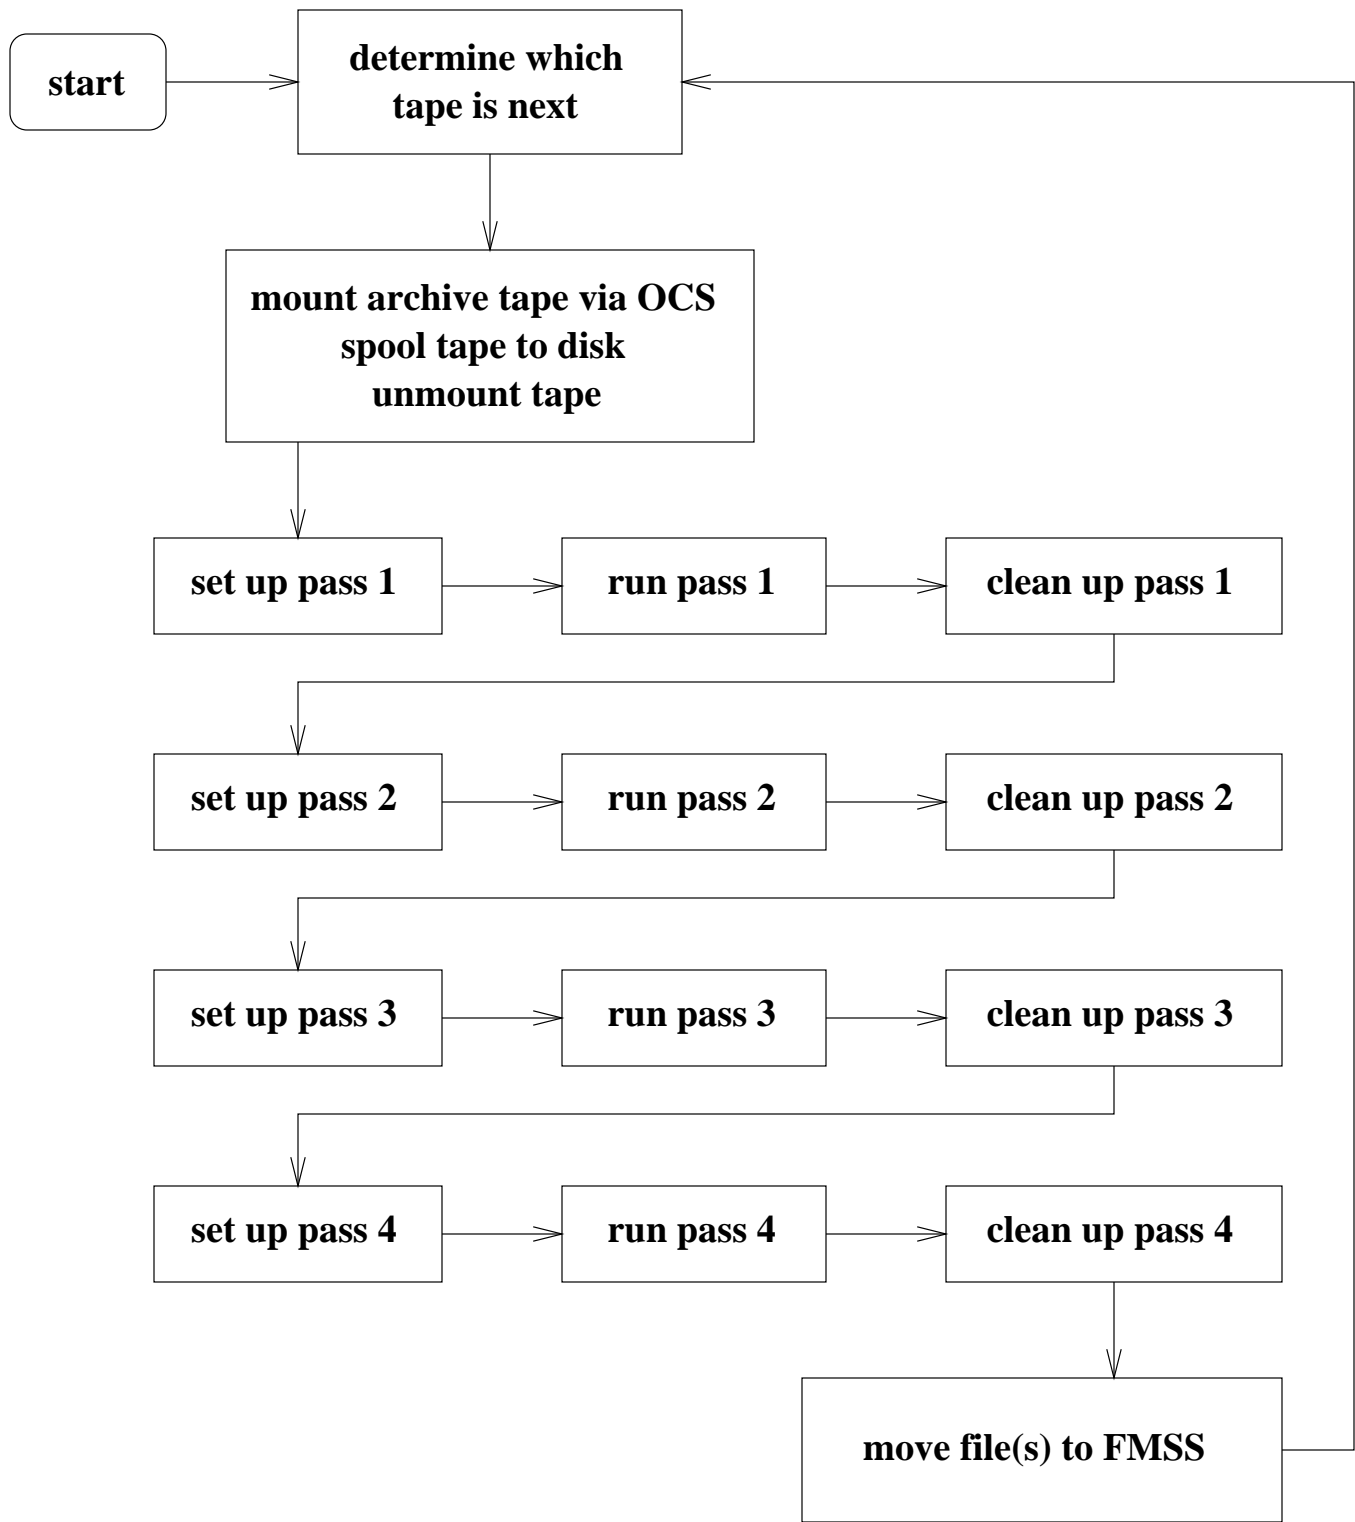 start
determine which
tape is next
mount archive tape via OCS
spool tape to disk
unmount tape
set up pass 1
run pass 1
clean up pass 1
set up pass 2
run pass 2
clean up pass 2
set up pass 3
run pass 3
clean up pass 3
set up pass 4
run pass 4
clean up pass 4
move file(s) to FMSS